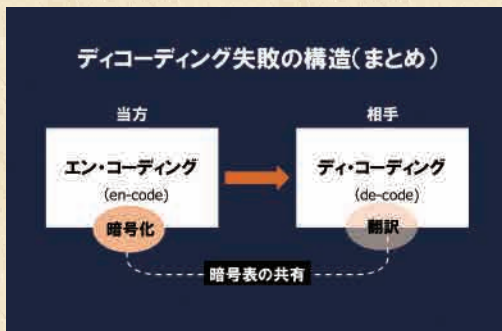 ディコーディング失敗の構造(まとめ)
当方
相手
エン・コーディング
(en-code)
暗号化
ディ・コーディング
(de-code)
翻訳
暗号表の共有